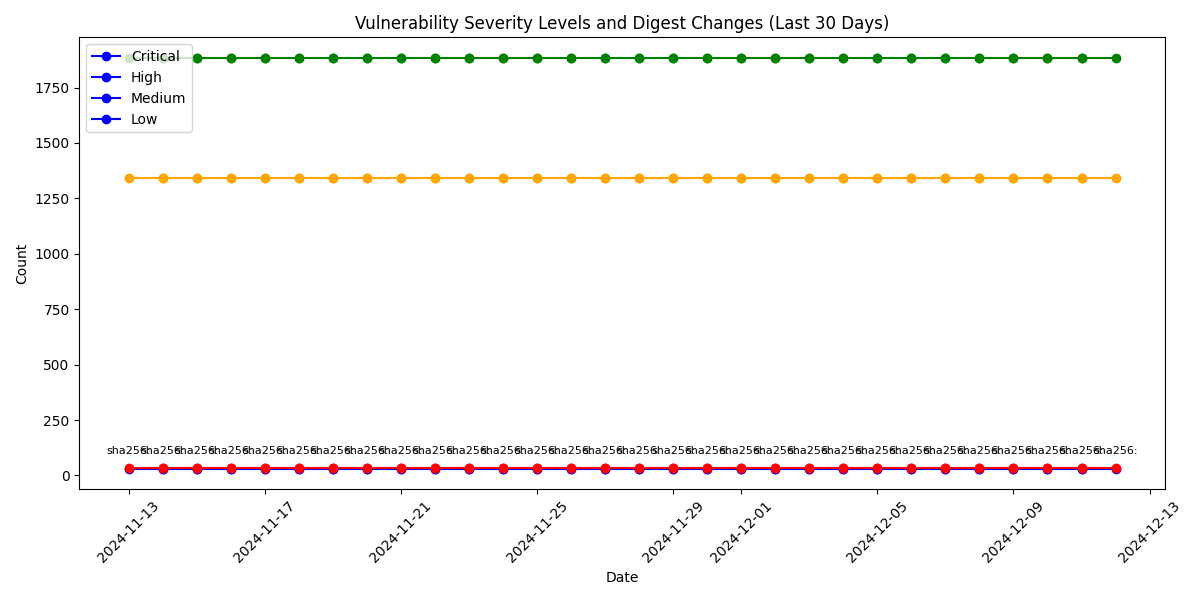 Vulnerability Severity Levels and Digest Changes (Last 30 Days)
Critical
High
Medium
Low
1750
1500
1250
1000
750
500
250
0
Count
sha256: sha256: sha256: sha256: sha256: sha256: sha256: sha256: sha256: sha256: sha256: sha256: sha256: sha256: sha256: sha256: sha256: sha256: sha256: sha256: sha256: sha256: sha256: sha256: sha256: sha256: sha256: sha256: sha256: sha256:
2024-11-13 2024-11-17 2024-11-21 2024-11-25 2024-11-29 2024-12-01 2024-12-05 2024-12-09 2024-12-13
Date